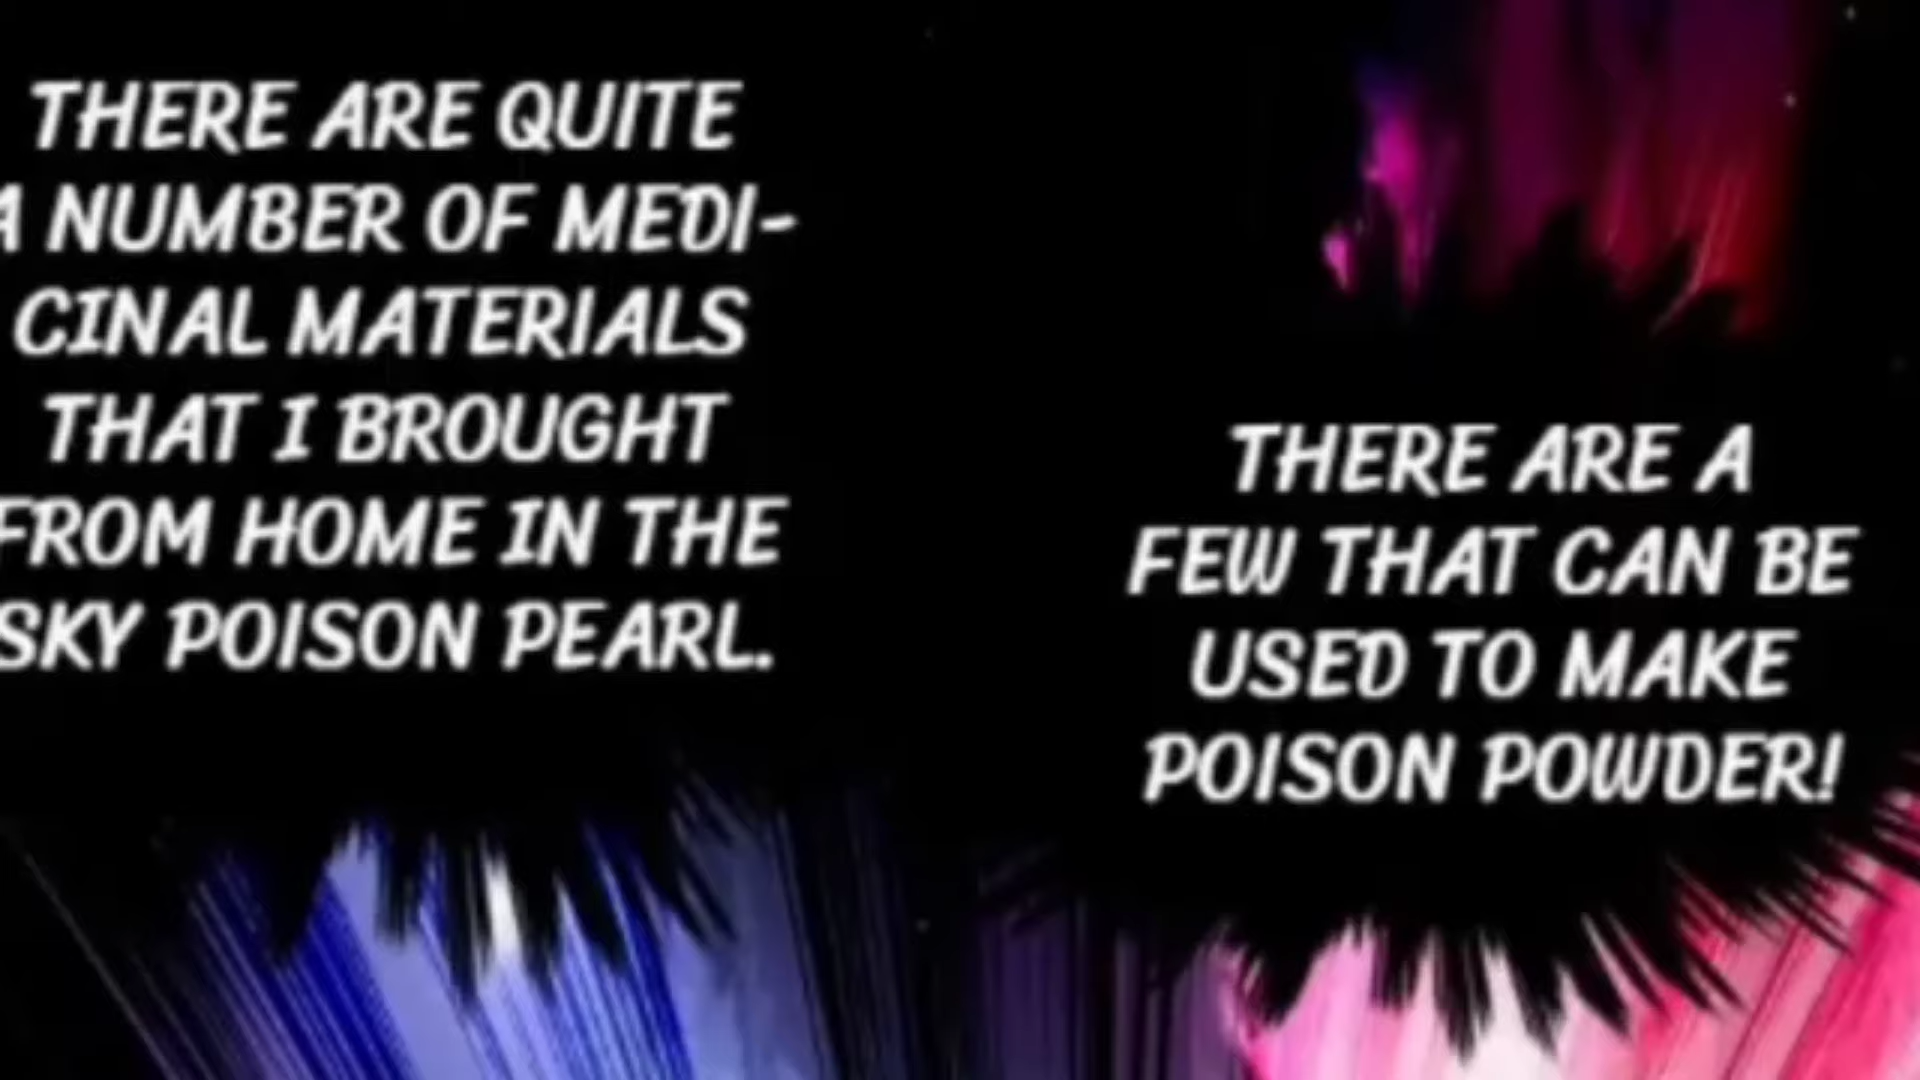 THERE ARE QUITE
A NUMBER OF MEDI-
CINAL MATERIALS
THAT I BROUGHT
FROM HOME IN THE
SKY POISON PEARL.
THERE ARE A
FEW THAT CAN BE
USED TO MAKE
POISON POWDER!